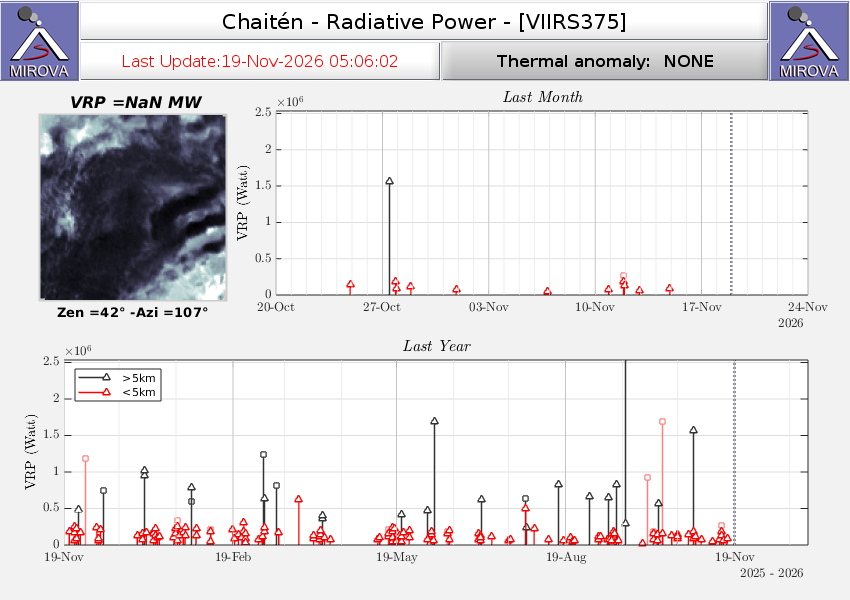 Chaitén - Radiative Power - [VIIRS375]
MIROVA
Last Update:19-Nov-2026 05:06:02
Thermal anomaly: NONE
MIROVA
VRP =NaN MW
Zen =42° -Azi =107°
Last Month
×10⁶
VRP (Watt)
2.5
2
1.5
1
0.5
0
20-Oct
27-Oct
03-Nov
10-Nov
17-Nov
24-Nov
2026
Last Year
×10⁶
VRP (Watt)
2.5
2
1.5
1
0.5
0
>5km
<5km
19-Nov
19-Feb
19-May
19-Aug
19-Nov
2025 - 2026